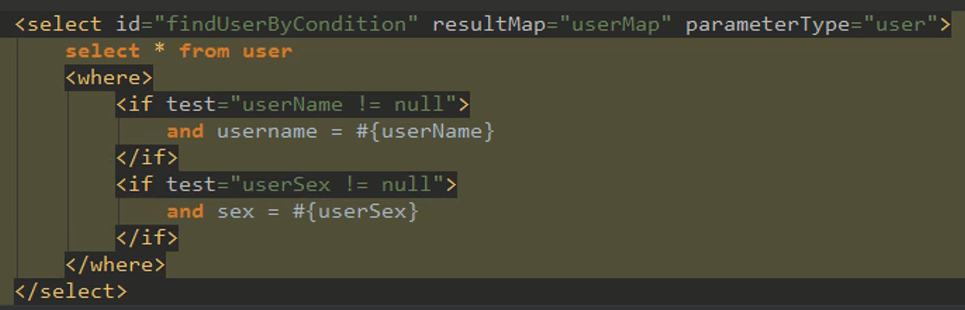 <select id="findUserByCondition" resultMap="userMap" parameterType="user">
select * from user
<where>
<if test="userName != null">
and username = #{userName}
</if>
<if test="userSex != null">
and sex = #{userSex}
</if>
</where>
</select>